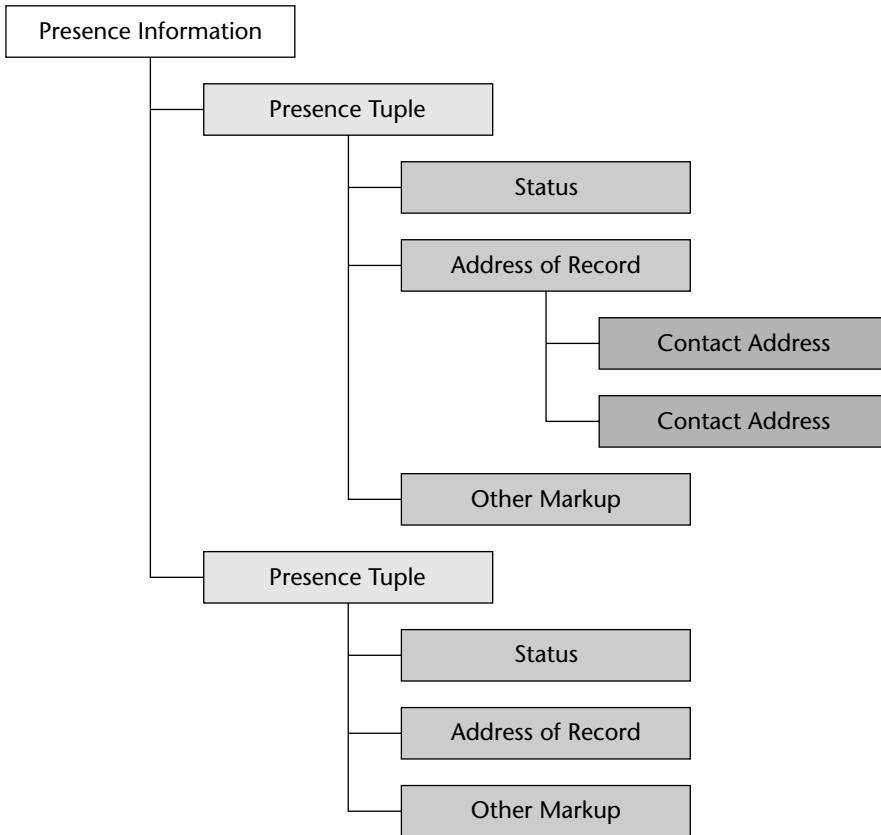 Presence Information
Presence Tuple
Status
Address of Record
Contact Address
Contact Address
Other Markup
Presence Tuple
Status
Address of Record
Other Markup